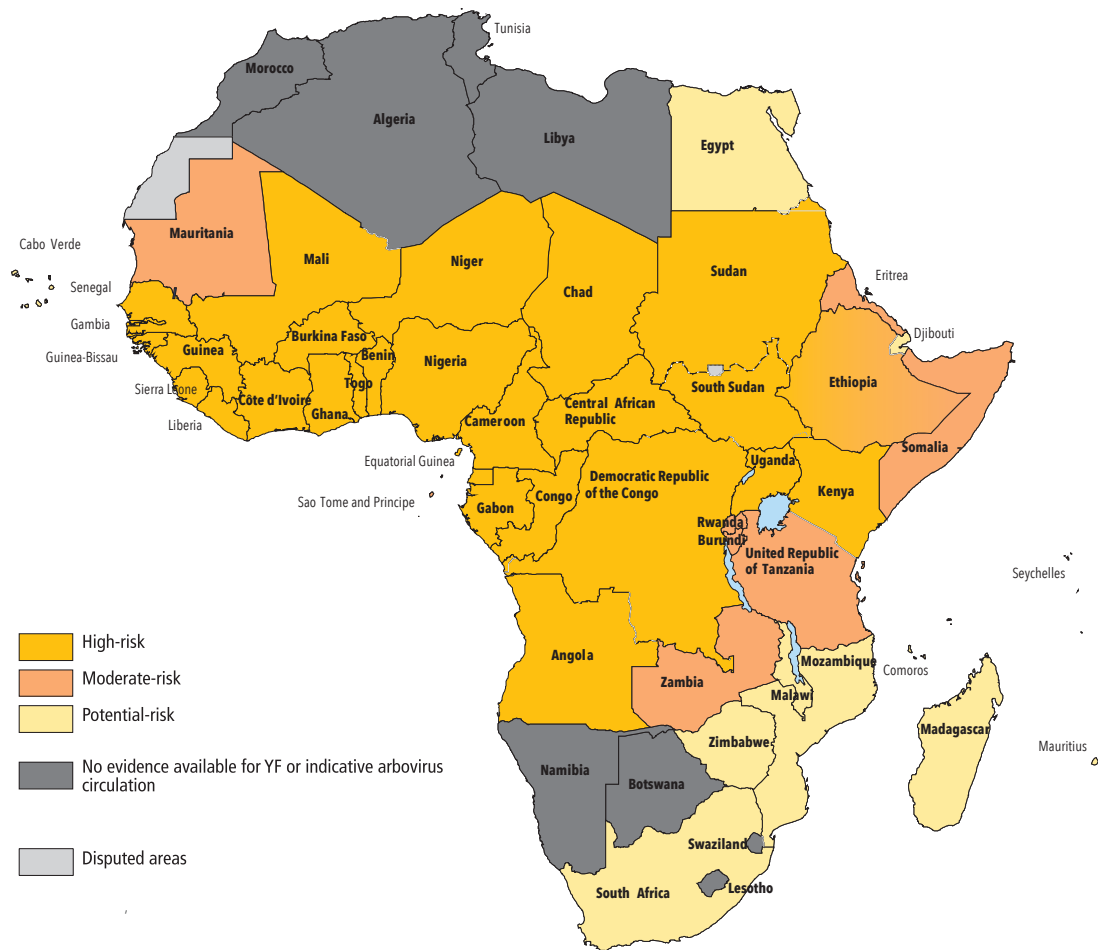 Tunisia
Morocco
Algeria
Libya
Egypt
Mauritania
Cabo Verde
Mali
Niger
Chad
Sudan
Eritrea
Senegal
Gambia
Djibouti
Burkina Faso
Guinea
Guinea-Bissau
Benin
Nigeria
Togo
Ethiopia
South Sudan
Sierra Leone
Côte d'Ivoire
Ghana
Central African
Republic
Cameroon
Liberia
Somalia
Equatorial Guinea
Uganda
Democratic Republic
of the Congo
Kenya
Congo
Sao Tome and Principe
Gabon
Rwanda
Burundi
United Republic
of Tanzania
Seychelles
High-risk
Angola
Mozambique
Comoros
Moderate-risk
Zambia
Malawi
Potential-risk
Madagascar
Zimbabwe
Mauritius
No evidence available for YF or indicative arbovirus
circulation
Namibia
Botswana
Swaziland
Disputed areas
South Africa
Lesotho